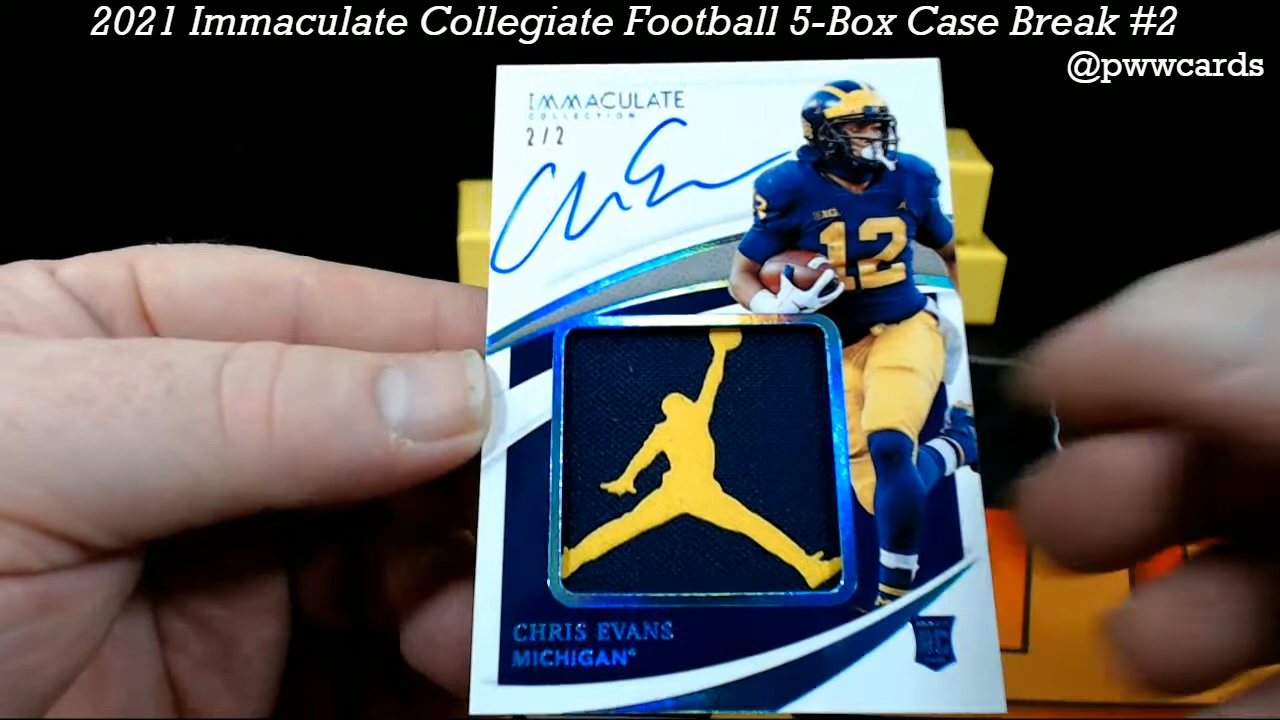 2021 Immaculate Collegiate Football 5-Box Case Break #2
@pwwcards
IMMACULATE
COLLECTION
2/2
12
CHRIS EVANS
MICHIGAN®
RC